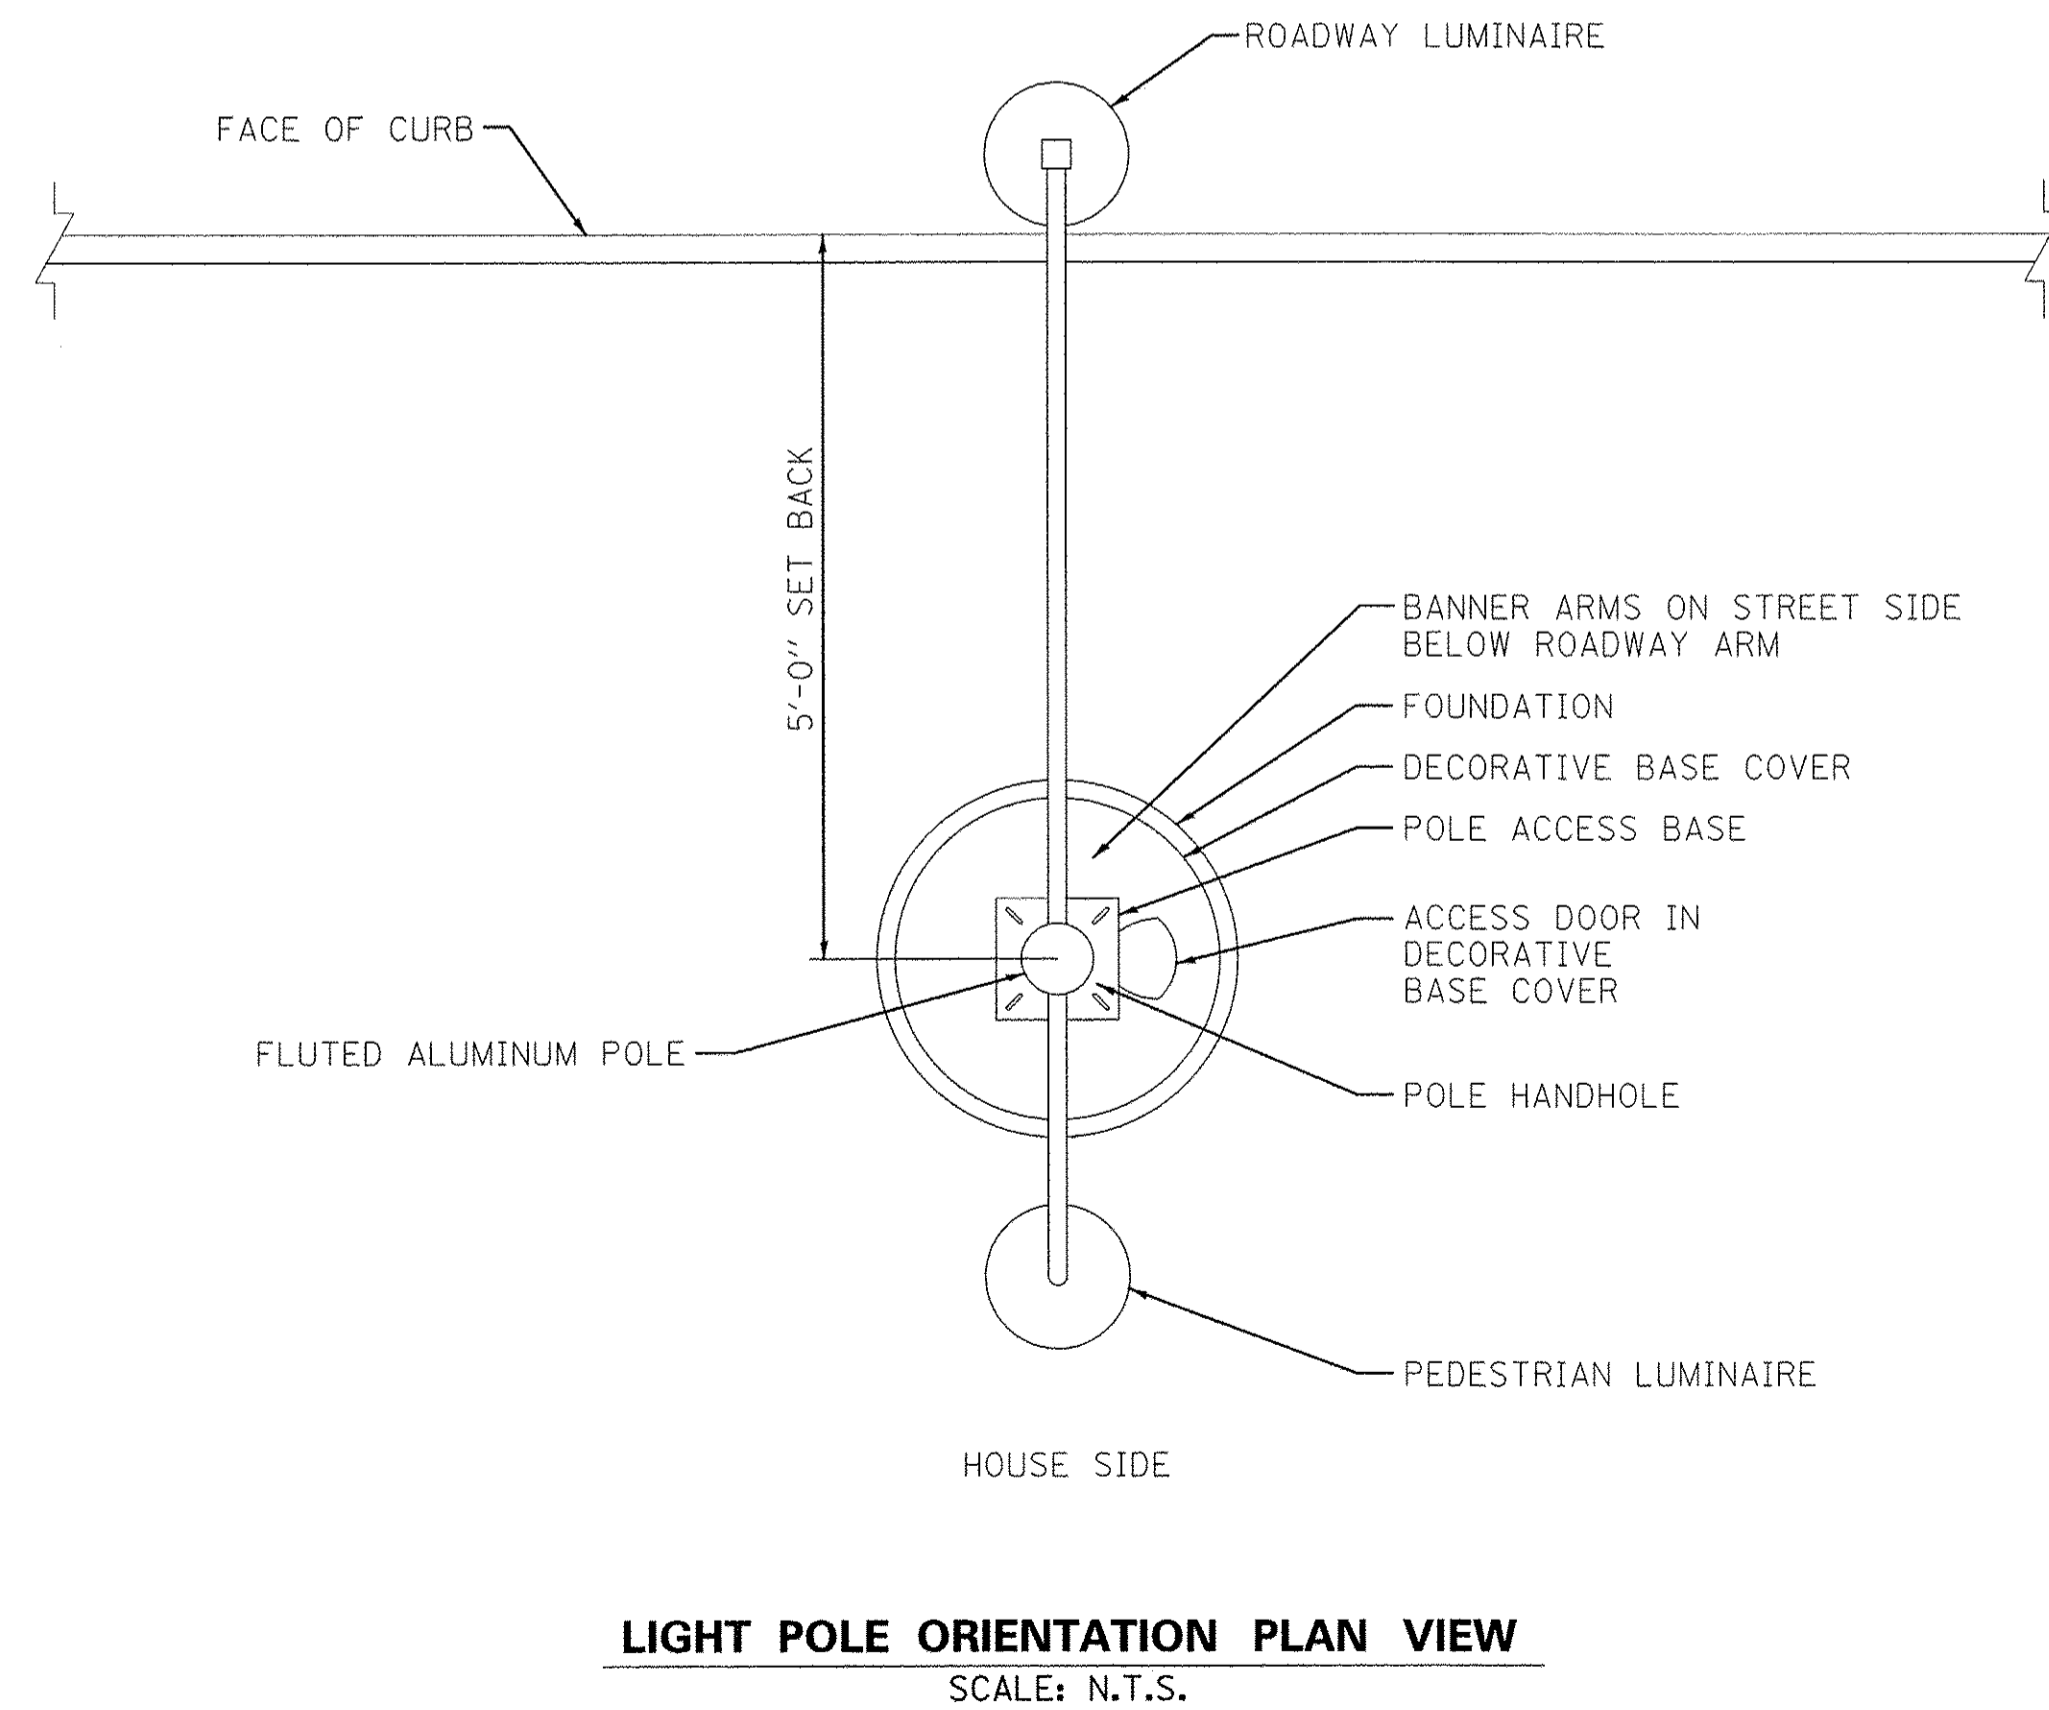 ROADWAY LUMINAIRE
FACE OF CURB
5'-0" SET BACK
BANNER ARMS ON STREET SIDE
BELOW ROADWAY ARM
FOUNDATION
DECORATIVE BASE COVER
POLE ACCESS BASE
ACCESS DOOR IN
DECORATIVE
BASE COVER
FLUTED ALUMINUM POLE
POLE HANDHOLE
PEDESTRIAN LUMINAIRE
HOUSE SIDE
LIGHT POLE ORIENTATION PLAN VIEW
SCALE: N.T.S.